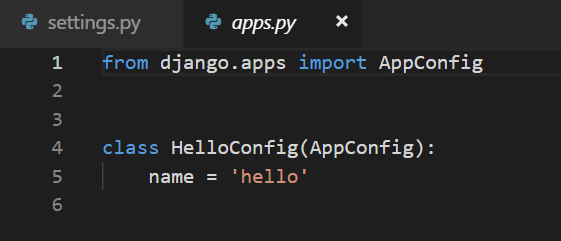 settings.py apps.py ×
1 from django.apps import AppConfig
2
3
4 class HelloConfig(AppConfig):
5     name = 'hello'
6